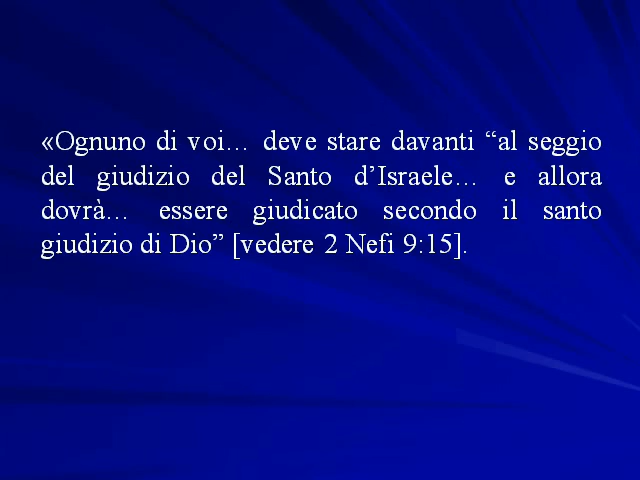 «Ognuno di voi… deve stare davanti “al seggio
del giudizio del Santo d’Israele… e allora
dovrà… essere giudicato secondo il santo
giudizio di Dio” [vedere 2 Nefi 9:15].